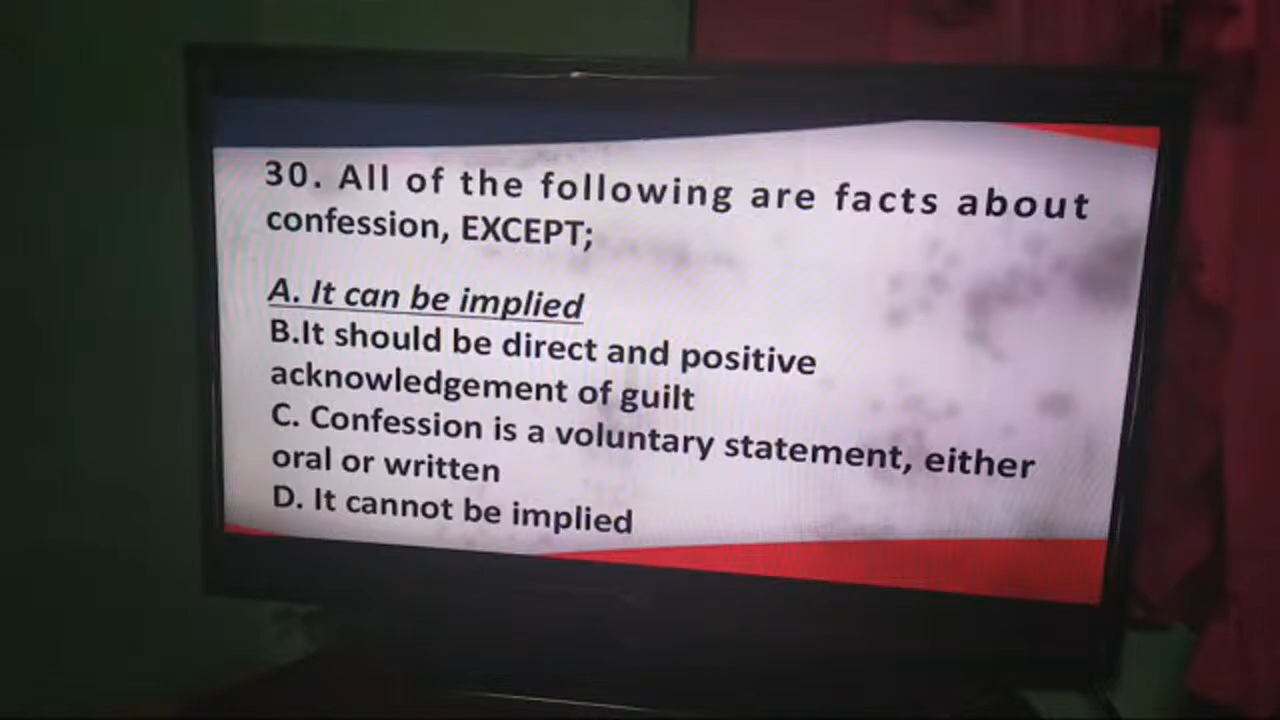 30. All of the following are facts about
confession, EXCEPT;
A. It can be implied
B.It should be direct and positive
acknowledgement of guilt
C. Confession is a voluntary statement, either
oral or written
D. It cannot be implied